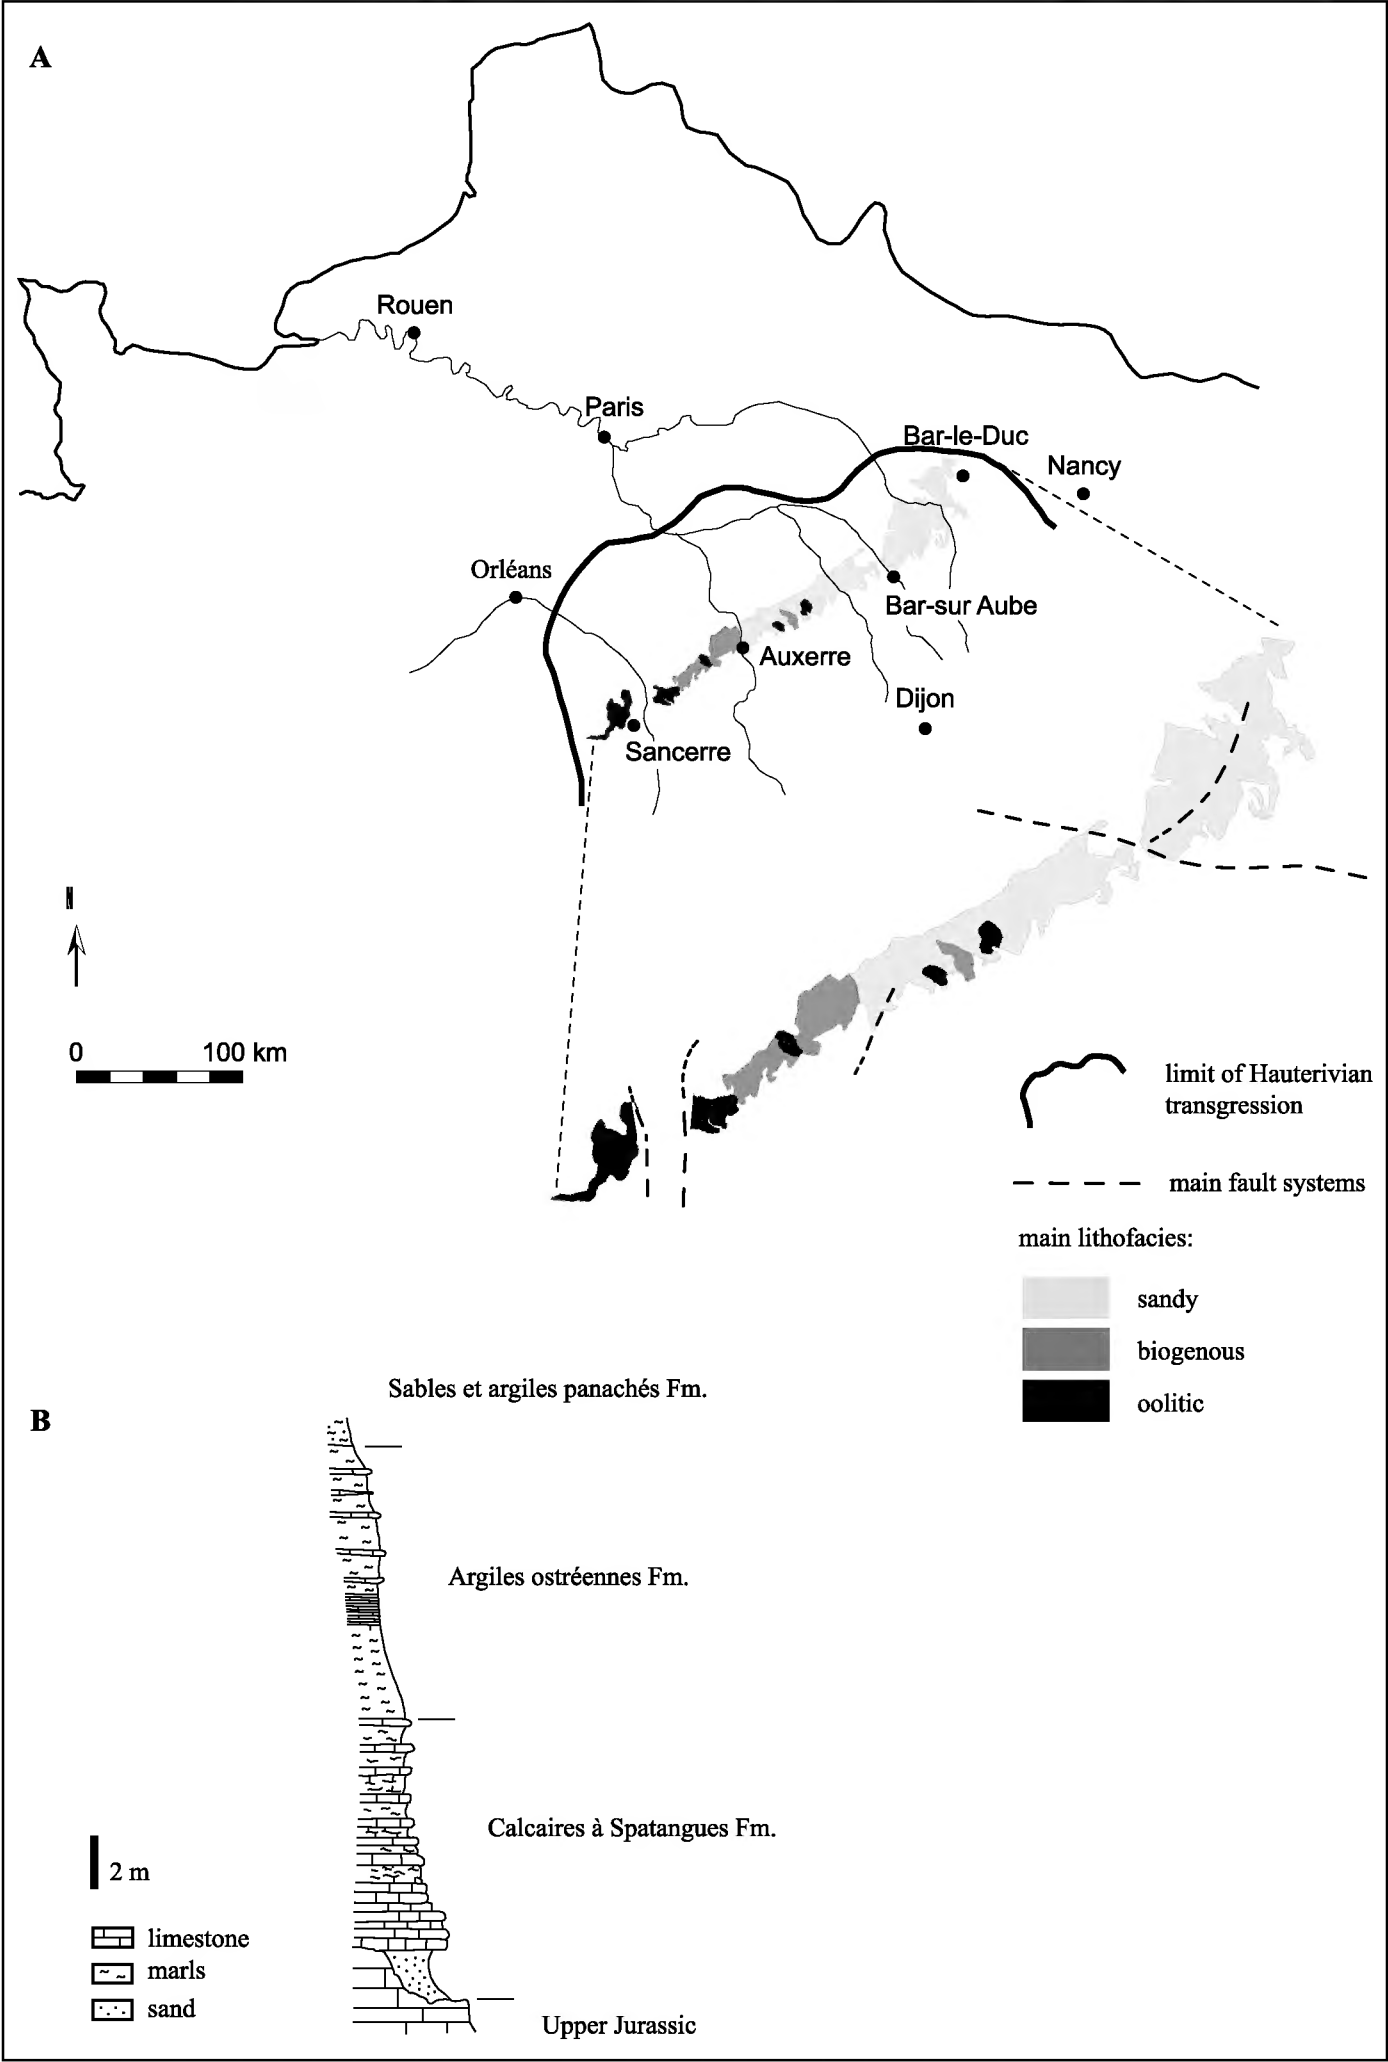 A
Rouen
Paris
Bar-le-Duc
Nancy
Orléans
Bar-sur Aube
Auxerre
Dijon
Sancerre
N
0 100 km
limit of Hauterivian
transgression
main fault systems
main lithofacies:
sandy
biogenous
oolitic
B
Sables et argiles panachés Fm.
Argiles ostréennes Fm.
Calcaires à Spatangues Fm.
2 m
limestone
marls
sand
Upper Jurassic